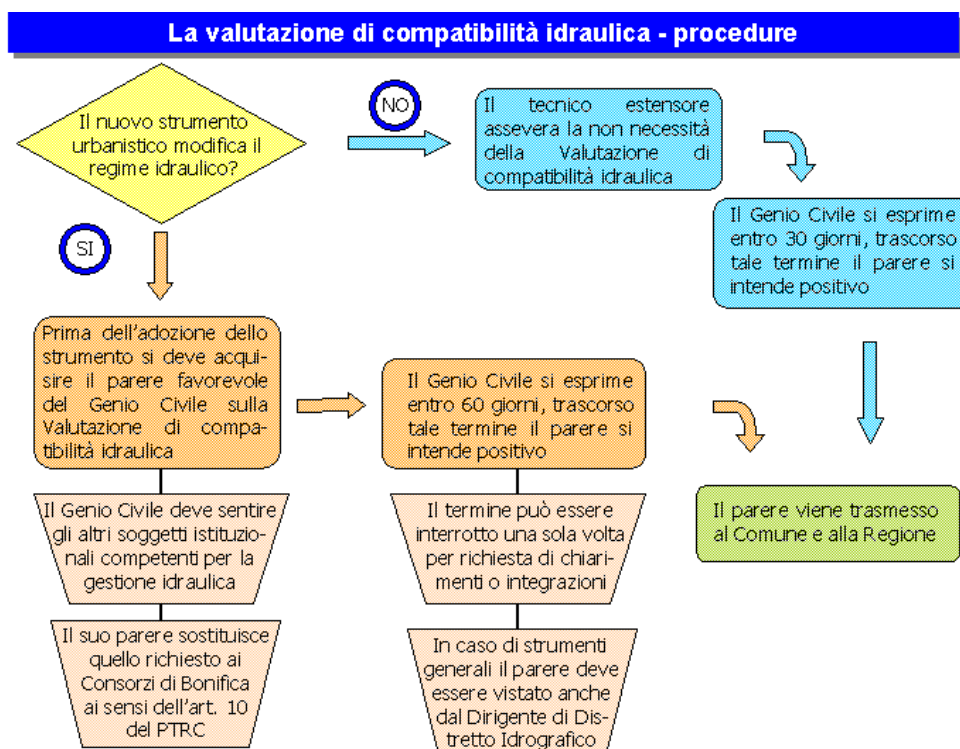 La valutazione di compatibilità idraulica - procedure
Il nuovo strumento
urbanistico modifica il
regime idraulico?
NO
Il tecnico estensore
assevera la non necessità
della Valutazione di
compatibilità idraulica
Il Genio Civile si esprime
entro 30 giorni, trascorso
tale termine il parere si
intende positivo
SI
Prima dell'adozione dello
strumento si deve acqui-
sire il parere favorevole
del Genio Civile sulla
Valutazione di compa-
tibilità idraulica
Il Genio Civile si esprime
entro 60 giorni, trascorso
tale termine il parere si
intende positivo
Il parere viene trasmesso
al Comune e alla Regione
Il Genio Civile deve sentire
gli altri soggetti istituzio-
nali competenti per la
gestione idraulica
Il termine può essere
interrotto una sola volta
per richiesta di chiari-
menti o integrazioni
Il suo parere sostituisce
quello richiesto ai
Consorzi di Bonifica
ai sensi dell'art. 10
del PTRC
In caso di strumenti
generali il parere deve
essere vistato anche
dal Dirigente di Dis-
tretto Idrografico